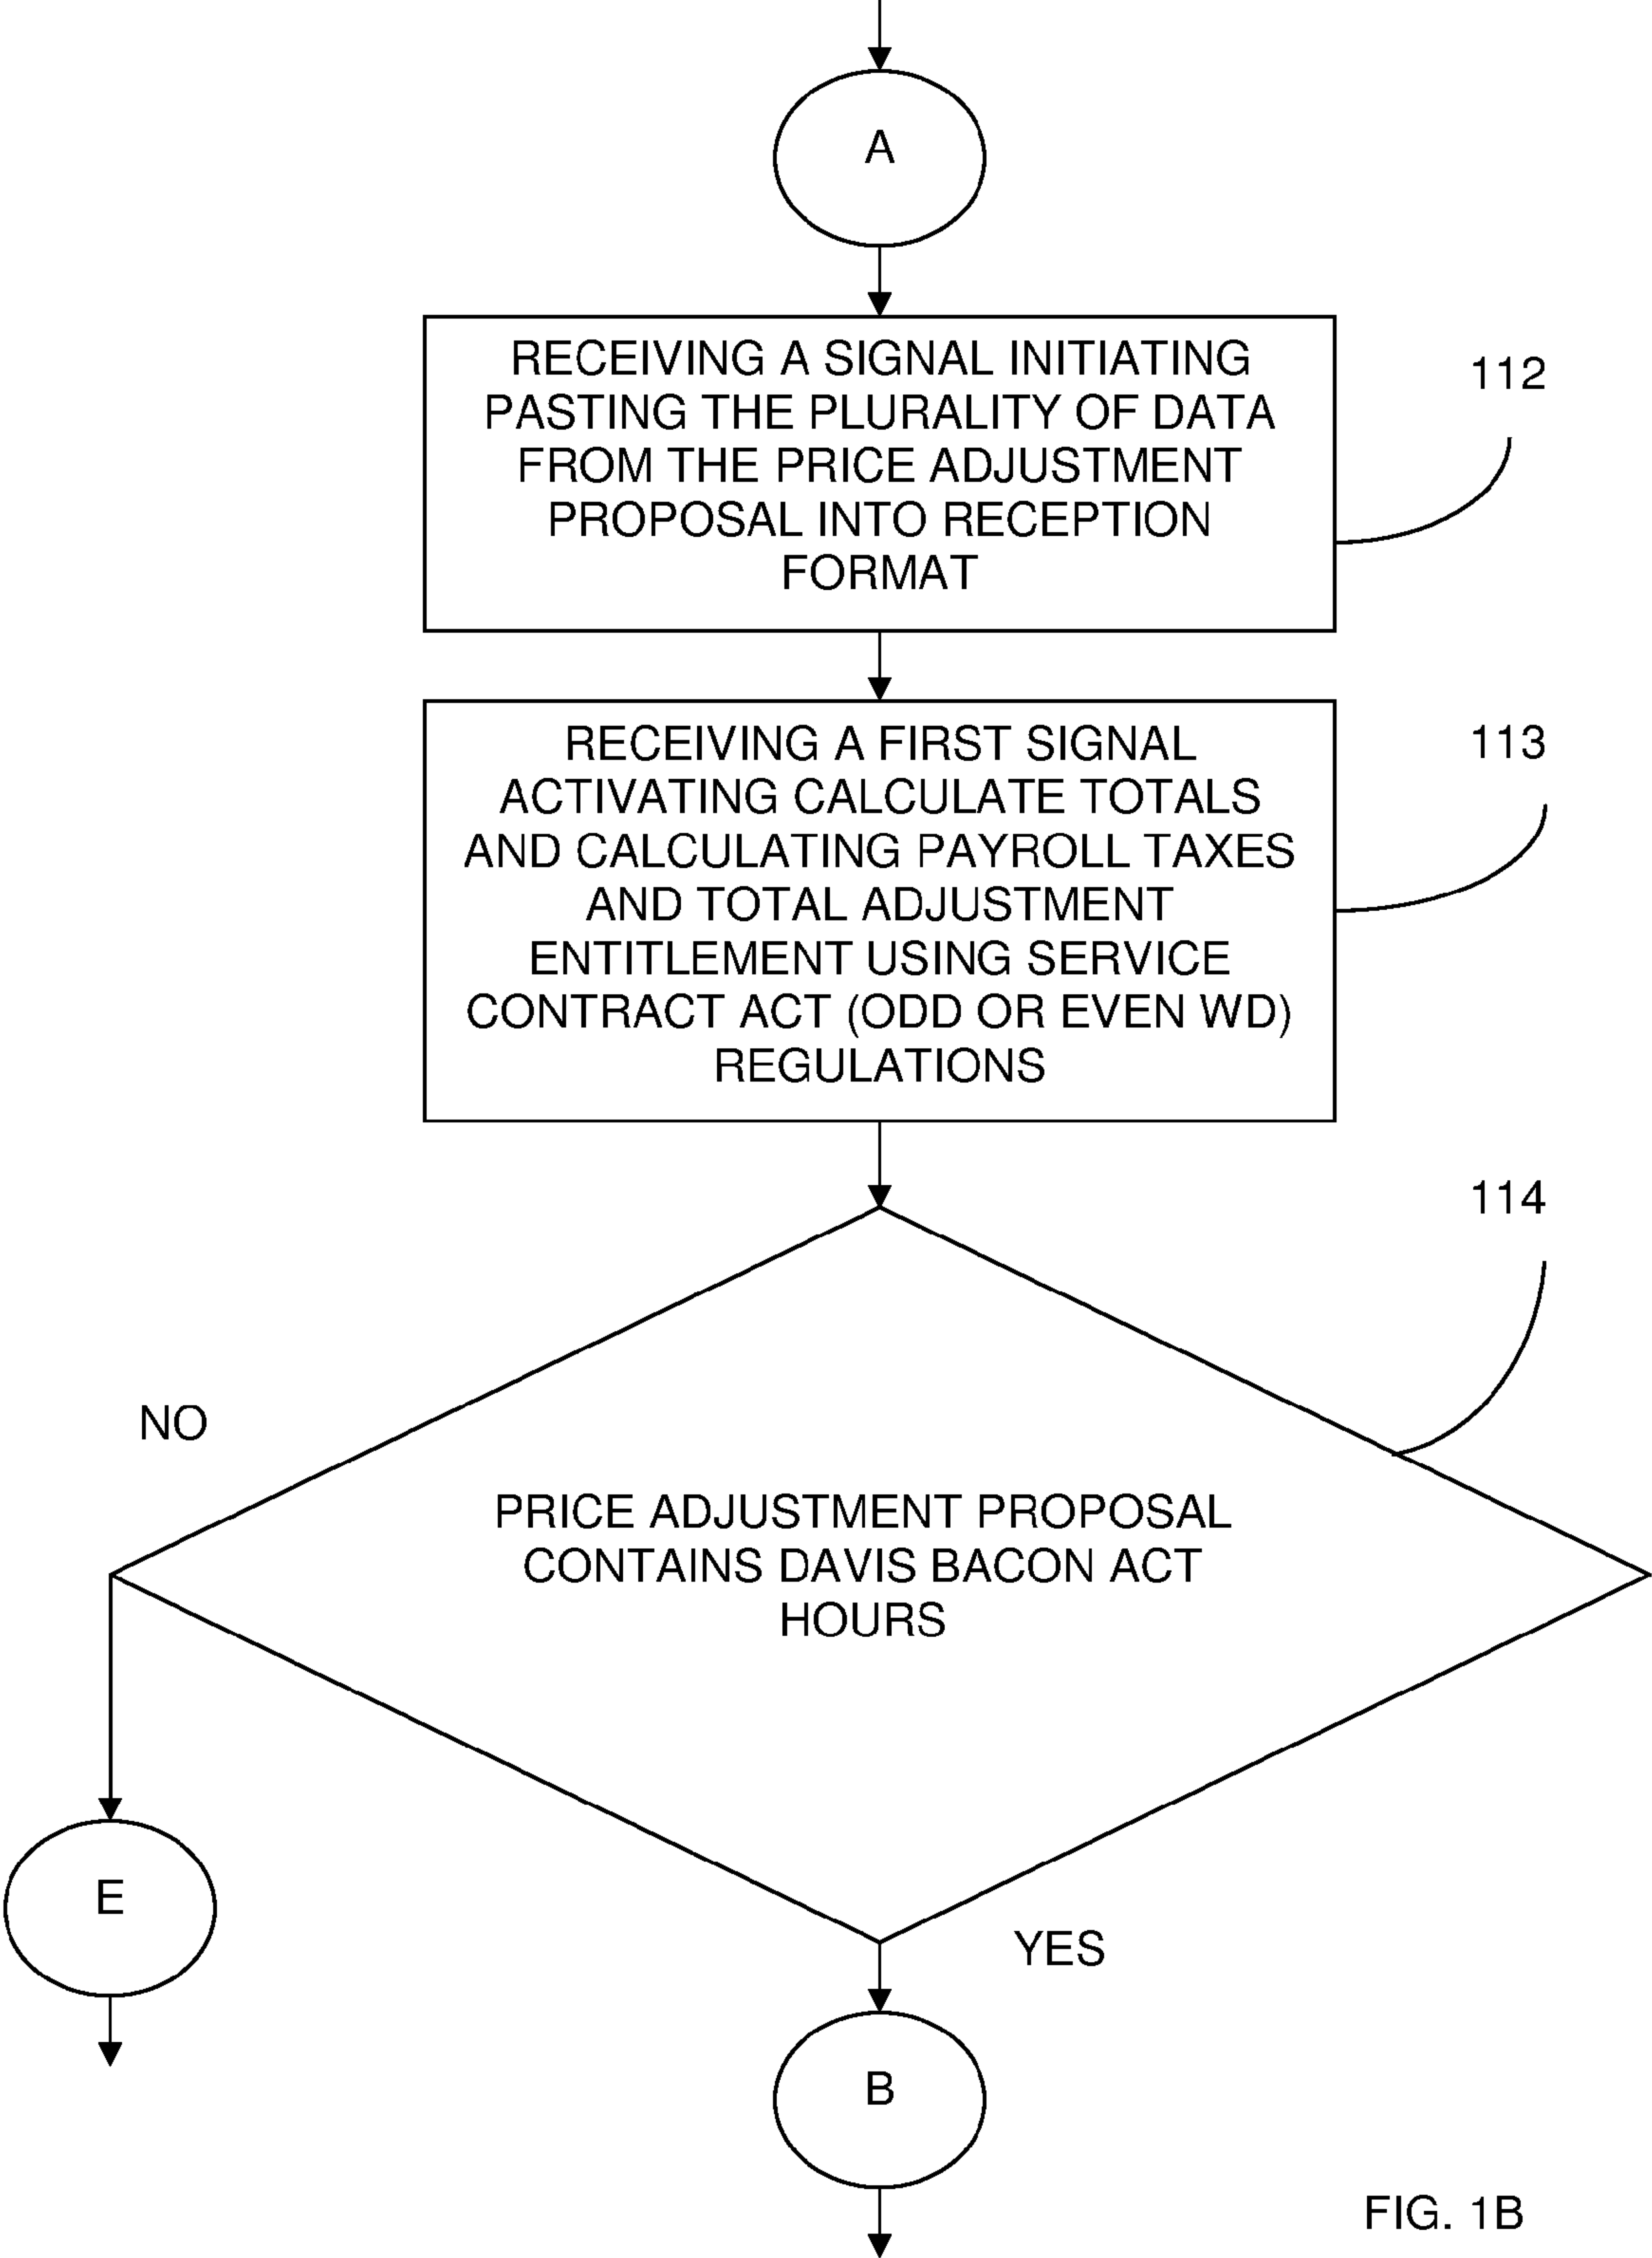 A
RECEIVING A SIGNAL INITIATING
PASTING THE PLURALITY OF DATA
FROM THE PRICE ADJUSTMENT
PROPOSAL INTO RECEPTION
FORMAT
112
RECEIVING A FIRST SIGNAL
ACTIVATING CALCULATE TOTALS
AND CALCULATING PAYROLL TAXES
AND TOTAL ADJUSTMENT
ENTITLEMENT USING SERVICE
CONTRACT ACT (ODD OR EVEN WD)
REGULATIONS
113
114
NO
PRICE ADJUSTMENT PROPOSAL
CONTAINS DAVIS BACON ACT
HOURS
E
YES
B
FIG. 1B